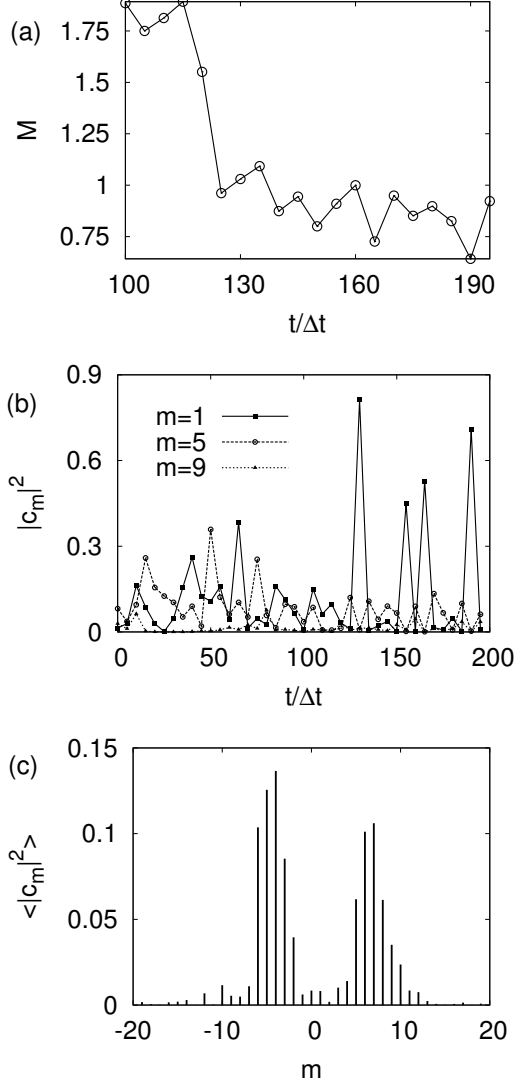 (a)
M
1.75
1.5
1.25
1
0.75
100 130 160 190
t/Δt
(b)
|c_m|^2
0.9
0.6
0.3
0
m=1
m=5
m=9
0 50 100 150 200
t/Δt
(c)
<|c_m|^2>
0.15
0.1
0.05
0
-20 -10 0 10 20
m